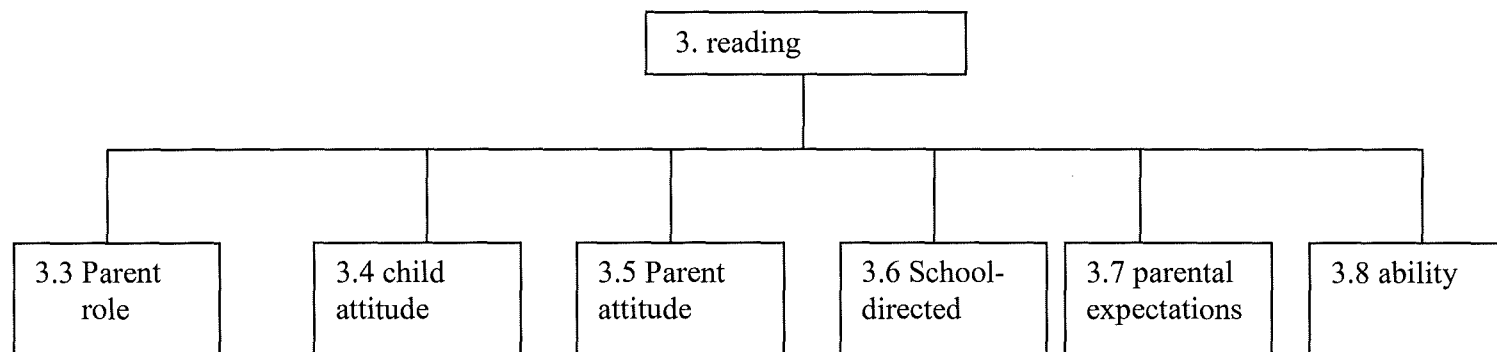 3. reading
3.3 Parent
role
3.4 child
attitude
3.5 Parent
attitude
3.6 School-
directed
3.7 parental
expectations
3.8 ability